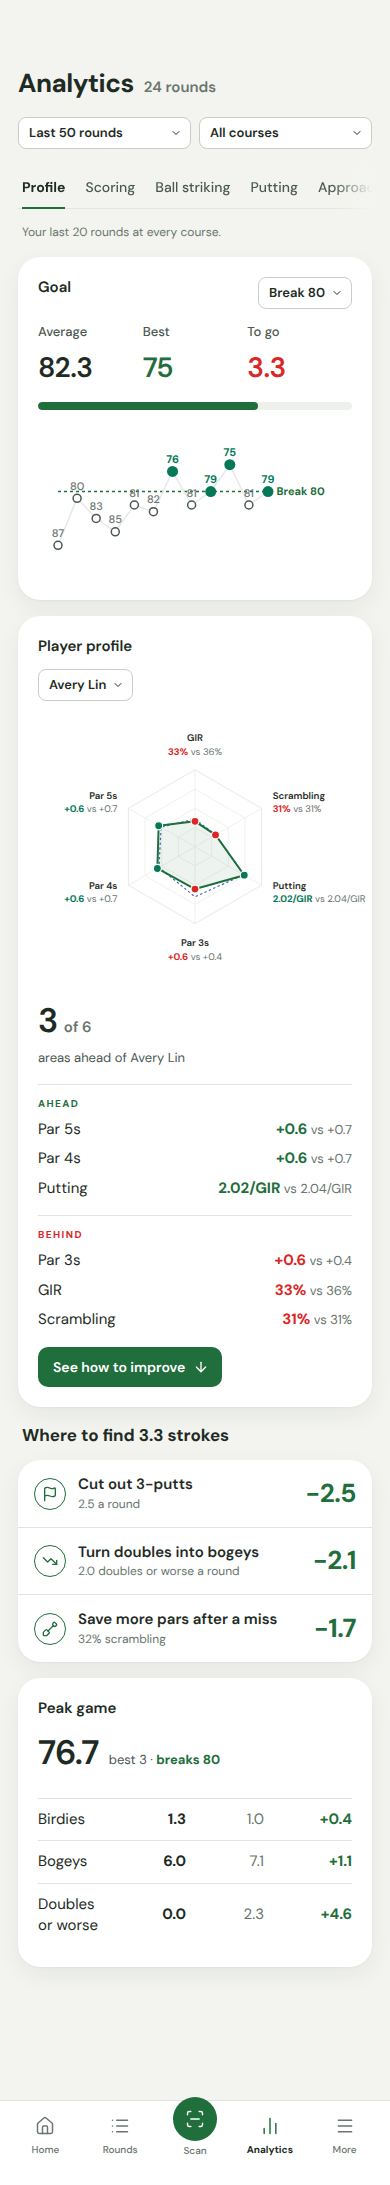 Analytics 24 rounds
Last 50 rounds All courses
Profile Scoring Ball striking Putting
Your last 20 rounds at every course.
Goal Break 80
Average Best To go
82.3 75 3.3
87 80 83 85 81 82 76 81 79 75 81 79 Break 80
Player profile
Avery Lin
GIR
33% vs 36%
Par 5s Scrambling
+0.6 vs +0.7 31% vs 31%
Par 4s Putting
+0.6 vs +0.7 2.02/GIR vs 2.04/GIR
Par 3s
+0.6 vs +0.4
3 of 6
areas ahead of Avery Lin
AHEAD
Par 5s +0.6 vs +0.7
Par 4s +0.6 vs +0.7
Putting 2.02/GIR vs 2.04/GIR
BEHIND
Par 3s +0.6 vs +0.4
GIR 33% vs 36%
Scrambling 31% vs 31%
See how to improve
Where to find 3.3 strokes
Cut out 3-putts −2.5
2.5 a round
Turn doubles into bogeys −2.1
2.0 doubles or worse a round
Save more pars after a miss −1.7
32% scrambling
Peak game
76.7 best 3 · breaks 80
Birdies 1.3 1.0 +0.4
Bogeys 6.0 7.1 +1.1
Doubles
or worse 0.0 2.3 +4.6
Home Rounds Scan Analytics More